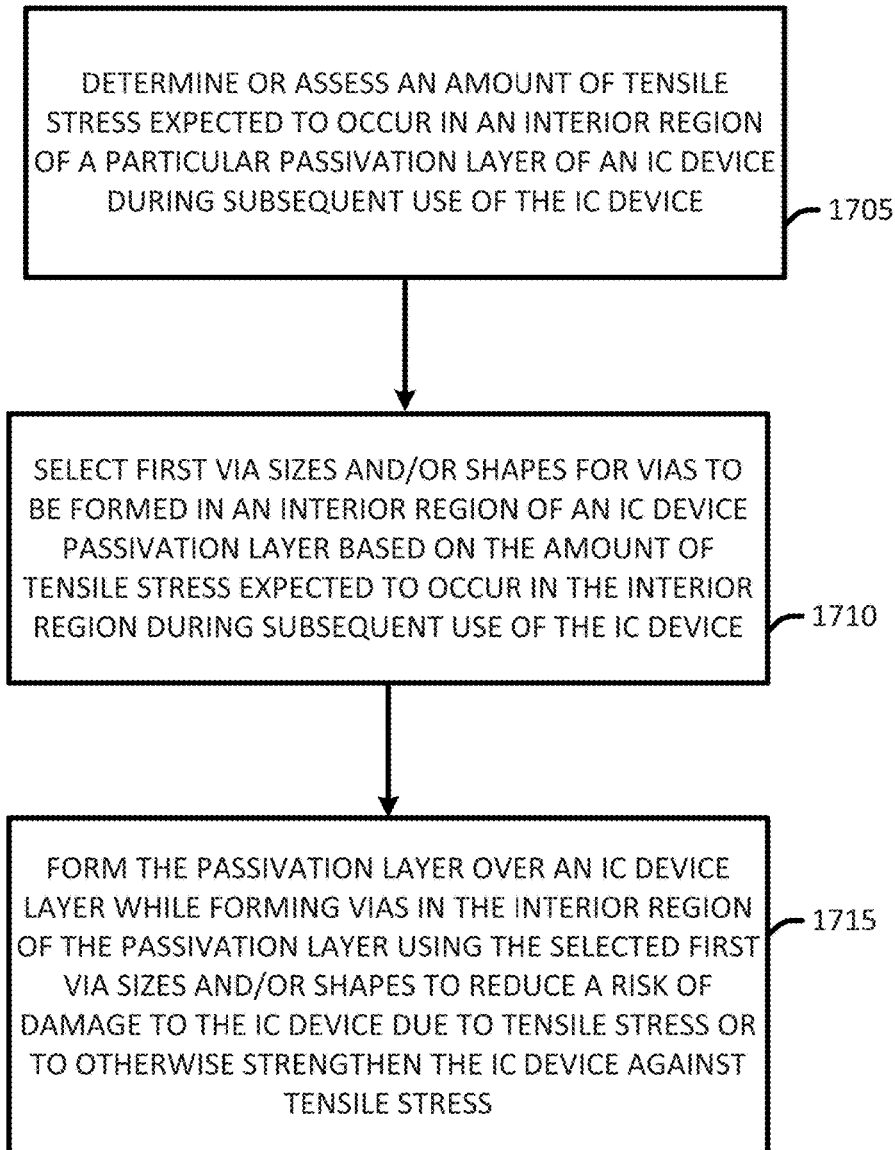 DETERMINE OR ASSESS AN AMOUNT OF TENSILE
STRESS EXPECTED TO OCCUR IN AN INTERIOR REGION
OF A PARTICULAR PASSIVATION LAYER OF AN IC DEVICE
DURING SUBSEQUENT USE OF THE IC DEVICE
1705
SELECT FIRST VIA SIZES AND/OR SHAPES FOR VIAS TO
BE FORMED IN AN INTERIOR REGION OF AN IC DEVICE
PASSIVATION LAYER BASED ON THE AMOUNT OF
TENSILE STRESS EXPECTED TO OCCUR IN THE INTERIOR
REGION DURING SUBSEQUENT USE OF THE IC DEVICE
1710
FORM THE PASSIVATION LAYER OVER AN IC DEVICE
LAYER WHILE FORMING VIAS IN THE INTERIOR REGION
OF THE PASSIVATION LAYER USING THE SELECTED FIRST
VIA SIZES AND/OR SHAPES TO REDUCE A RISK OF
DAMAGE TO THE IC DEVICE DUE TO TENSILE STRESS OR
TO OTHERWISE STRENGTHEN THE IC DEVICE AGAINST
TENSILE STRESS
1715